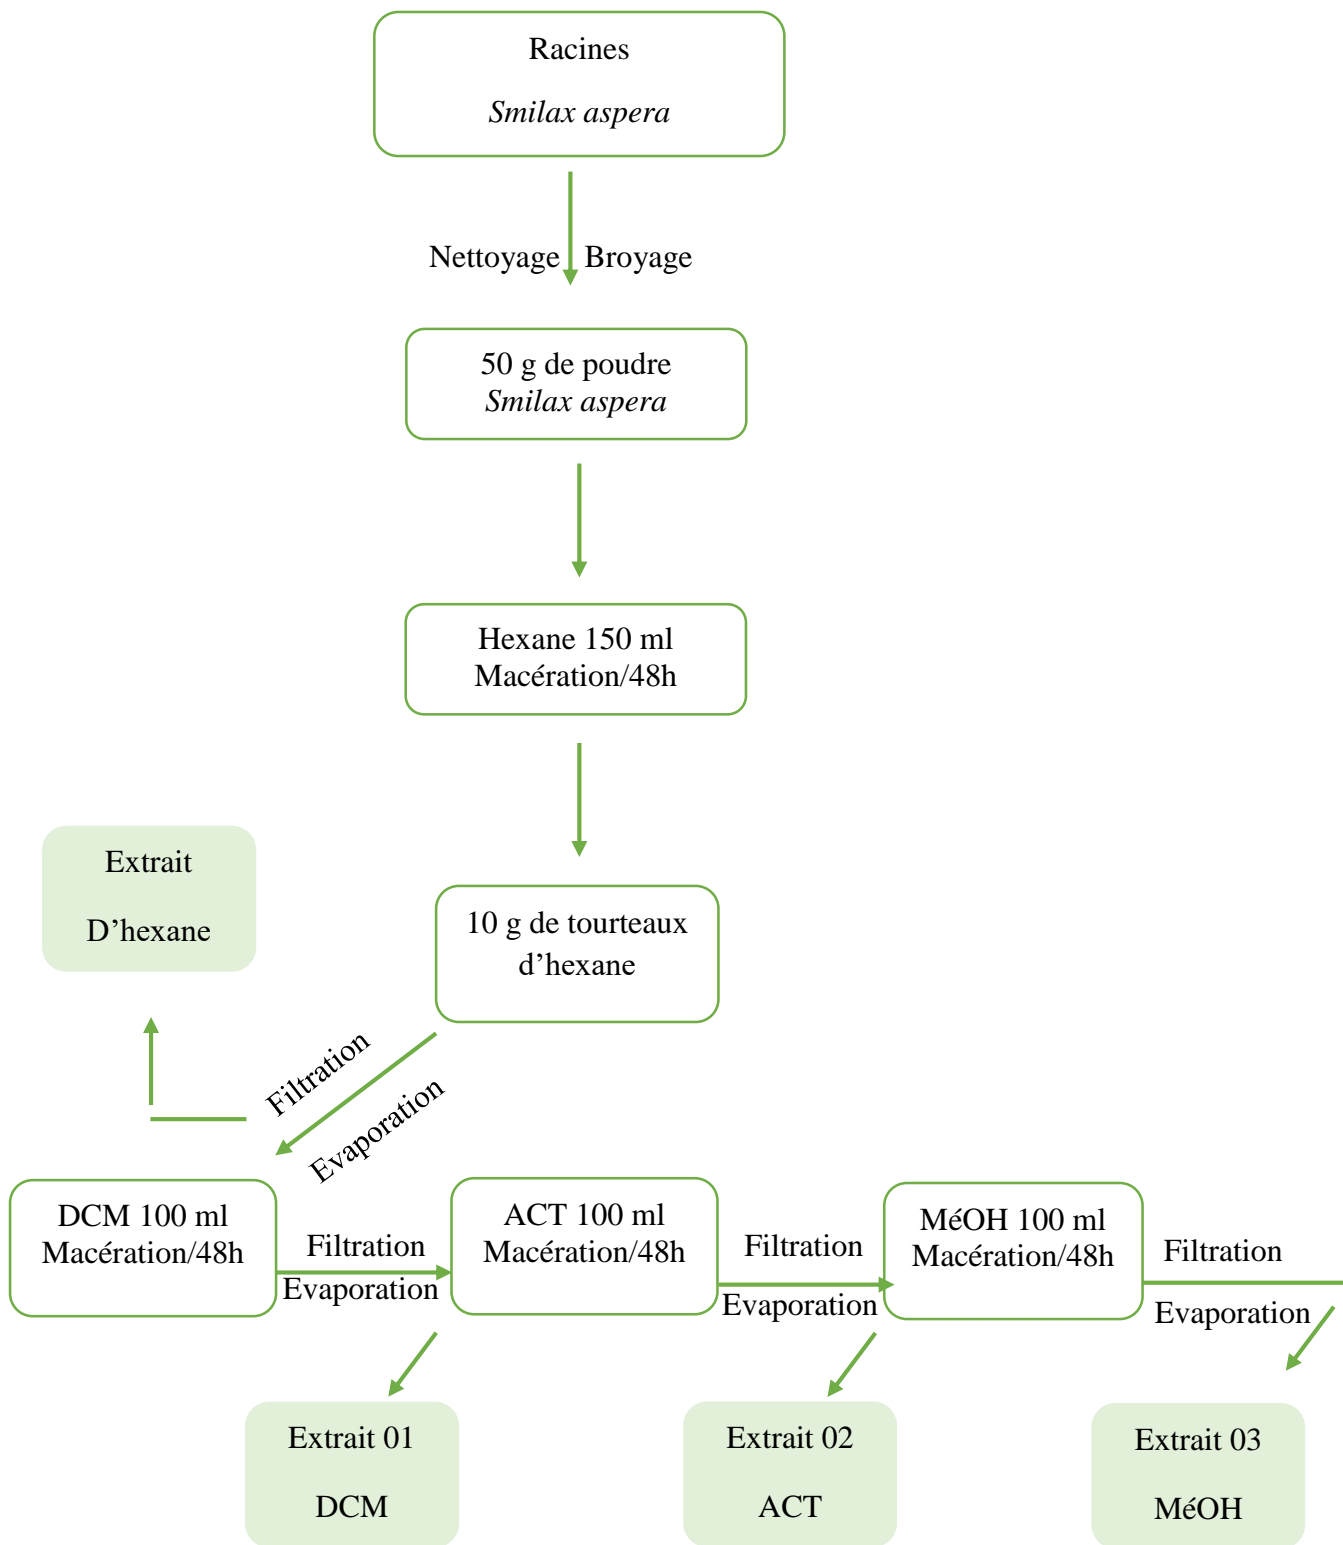 Racines
Smilax aspera
Nettoyage Broyage
50 g de poudre
Smilax aspera
Hexane 150 ml
Macération/48h
Extrait
D’hexane
10 g de tourteaux
d’hexane
Filtration
Evaporation
DCM 100 ml
Macération/48h
Filtration
Evaporation
ACT 100 ml
Macération/48h
Filtration
Evaporation
MéOH 100 ml
Macération/48h
Filtration
Evaporation
Extrait 01
DCM
Extrait 02
ACT
Extrait 03
MéOH